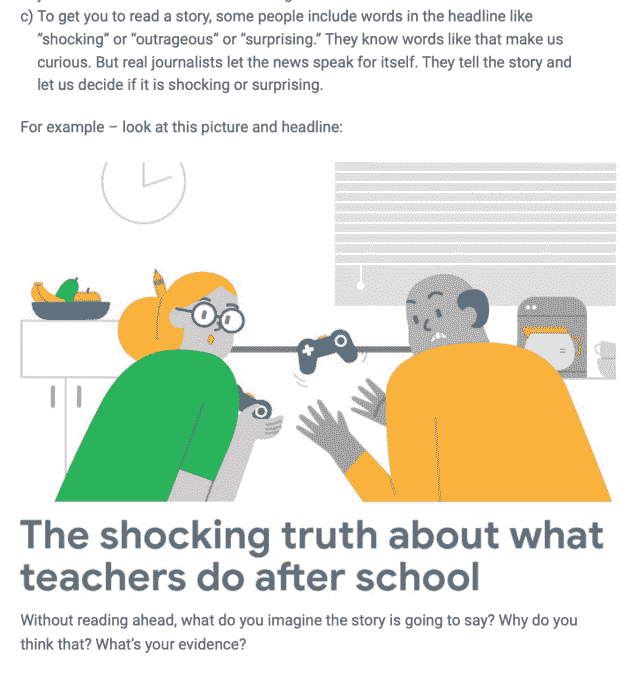 c) To get you to read a story, some people include words in the headline like
“shocking” or “outrageous” or “surprising.” They know words like that make us
curious. But real journalists let the news speak for itself. They tell the story and
let us decide if it is shocking or surprising.
For example – look at this picture and headline:
The shocking truth about what
teachers do after school
Without reading ahead, what do you imagine the story is going to say? Why do you
think that? What’s your evidence?